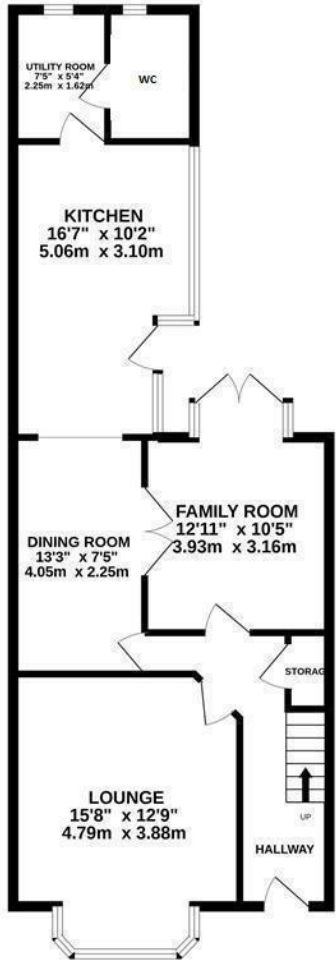 UTILITY ROOM
7'5" x 5'4"
2.25m x 1.62m
WC
KITCHEN
16'7" x 10'2"
5.06m x 3.10m
FAMILY ROOM
12'11" x 10'5"
3.93m x 3.16m
DINING ROOM
13'3" x 7'5"
4.05m x 2.25m
STORAG
LOUNGE
15'8" x 12'9"
4.79m x 3.88m
UP
HALLWAY